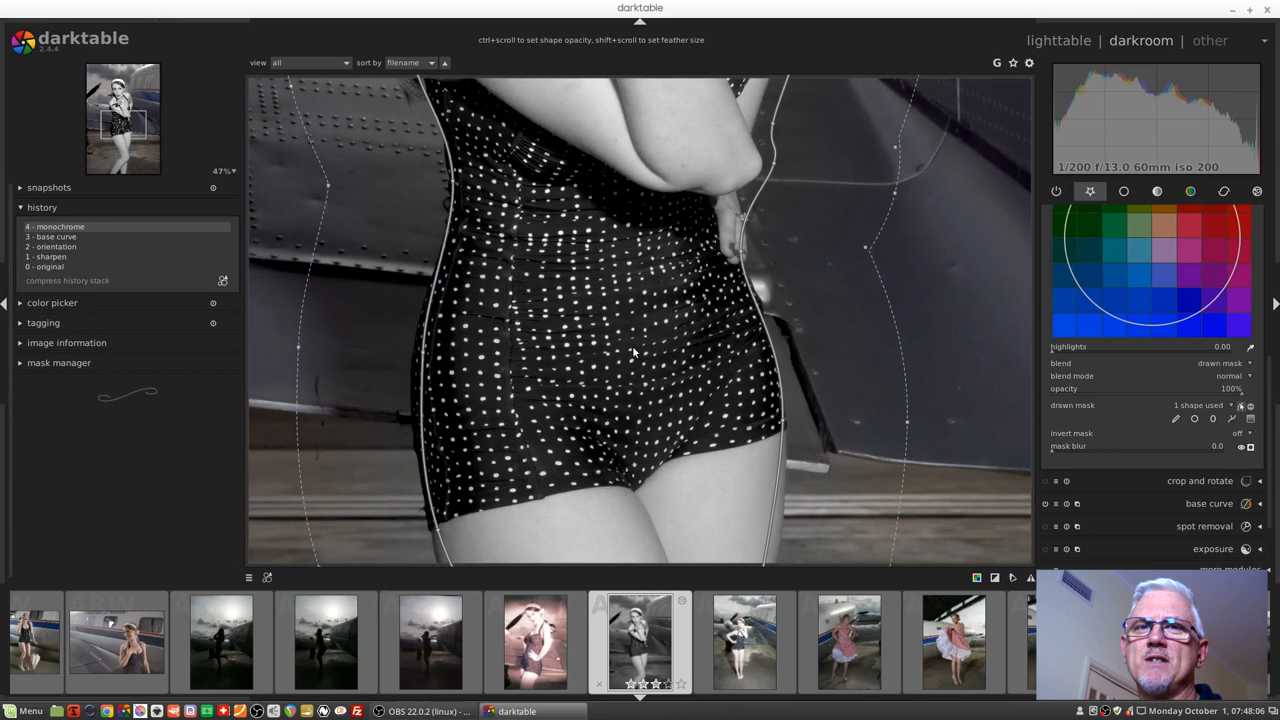 darktable
darktable
2.4.4
ctrl+scroll to set shape opacity, shift+scroll to set feather size
lighttable | darkroom | other
view all sort by filename
47%
1/200 f/13.0 60mm iso 200
snapshots
history
4 - monochrome
3 - base curve
2 - orientation
1 - sharpen
0 - original
compress history stack
color picker
tagging
image information
mask manager
highlights 0.00
blend drawn mask
blend mode normal
opacity 100%
drawn mask 1 shape used
invert mask off
mask blur 0.0
crop and rotate
base curve
spot removal
exposure
Menu
OBS 22.0.2 (linux) - ...
darktable
Monday October 1, 07:48:06